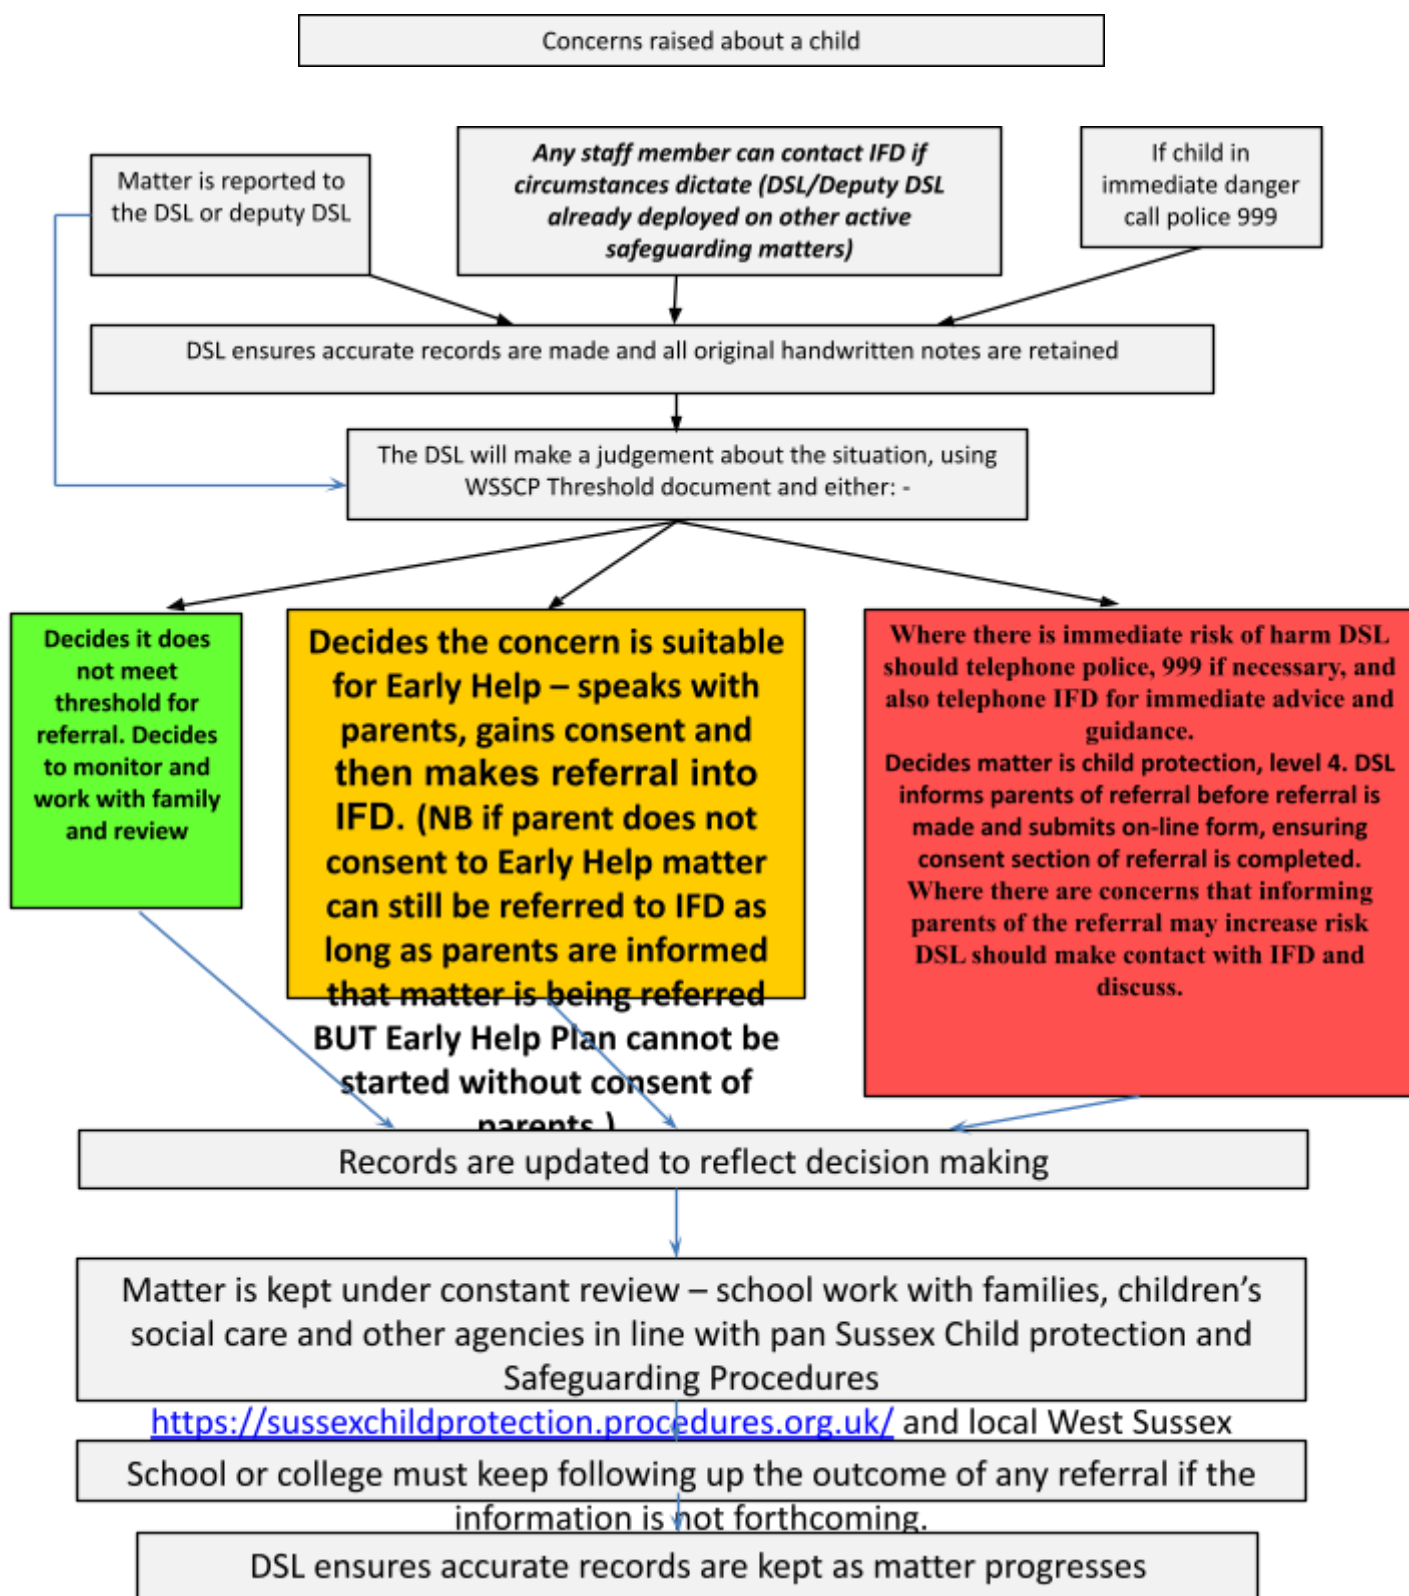 Concerns raised about a child
Matter is reported to
the DSL or deputy DSL
Any staff member can contact IFD if
circumstances dictate (DSL/Deputy DSL
already deployed on other active
safeguarding matters)
If child in
immediate danger
call police 999
DSL ensures accurate records are made and all original handwritten notes are retained
The DSL will make a judgement about the situation, using
WSSCP Threshold document and either: -
Decides it does
not meet
threshold for
referral. Decides
to monitor and
work with family
and review
Decides the concern is suitable
for Early Help – speaks with
parents, gains consent and
then makes referral into
IFD. (NB if parent does not
consent to Early Help matter
can still be referred to IFD as
long as parents are informed
that matter is being referred
BUT Early Help Plan cannot be
started without consent of
parents.)
Where there is immediate risk of harm DSL
should telephone police, 999 if necessary, and
also telephone IFD for immediate advice and
guidance.
Decides matter is child protection, level 4. DSL
informs parents of referral before referral is
made and submits on-line form, ensuring
consent section of referral is completed.
Where there are concerns that informing
parents of the referral may increase risk
DSL should make contact with IFD and
discuss.
Records are updated to reflect decision making
Matter is kept under constant review – school work with families, children’s
social care and other agencies in line with pan Sussex Child protection and
Safeguarding Procedures
https://sussexchildprotection.procedures.org.uk/ and local West Sussex
School or college must keep following up the outcome of any referral if the
information is not forthcoming.
DSL ensures accurate records are kept as matter progresses